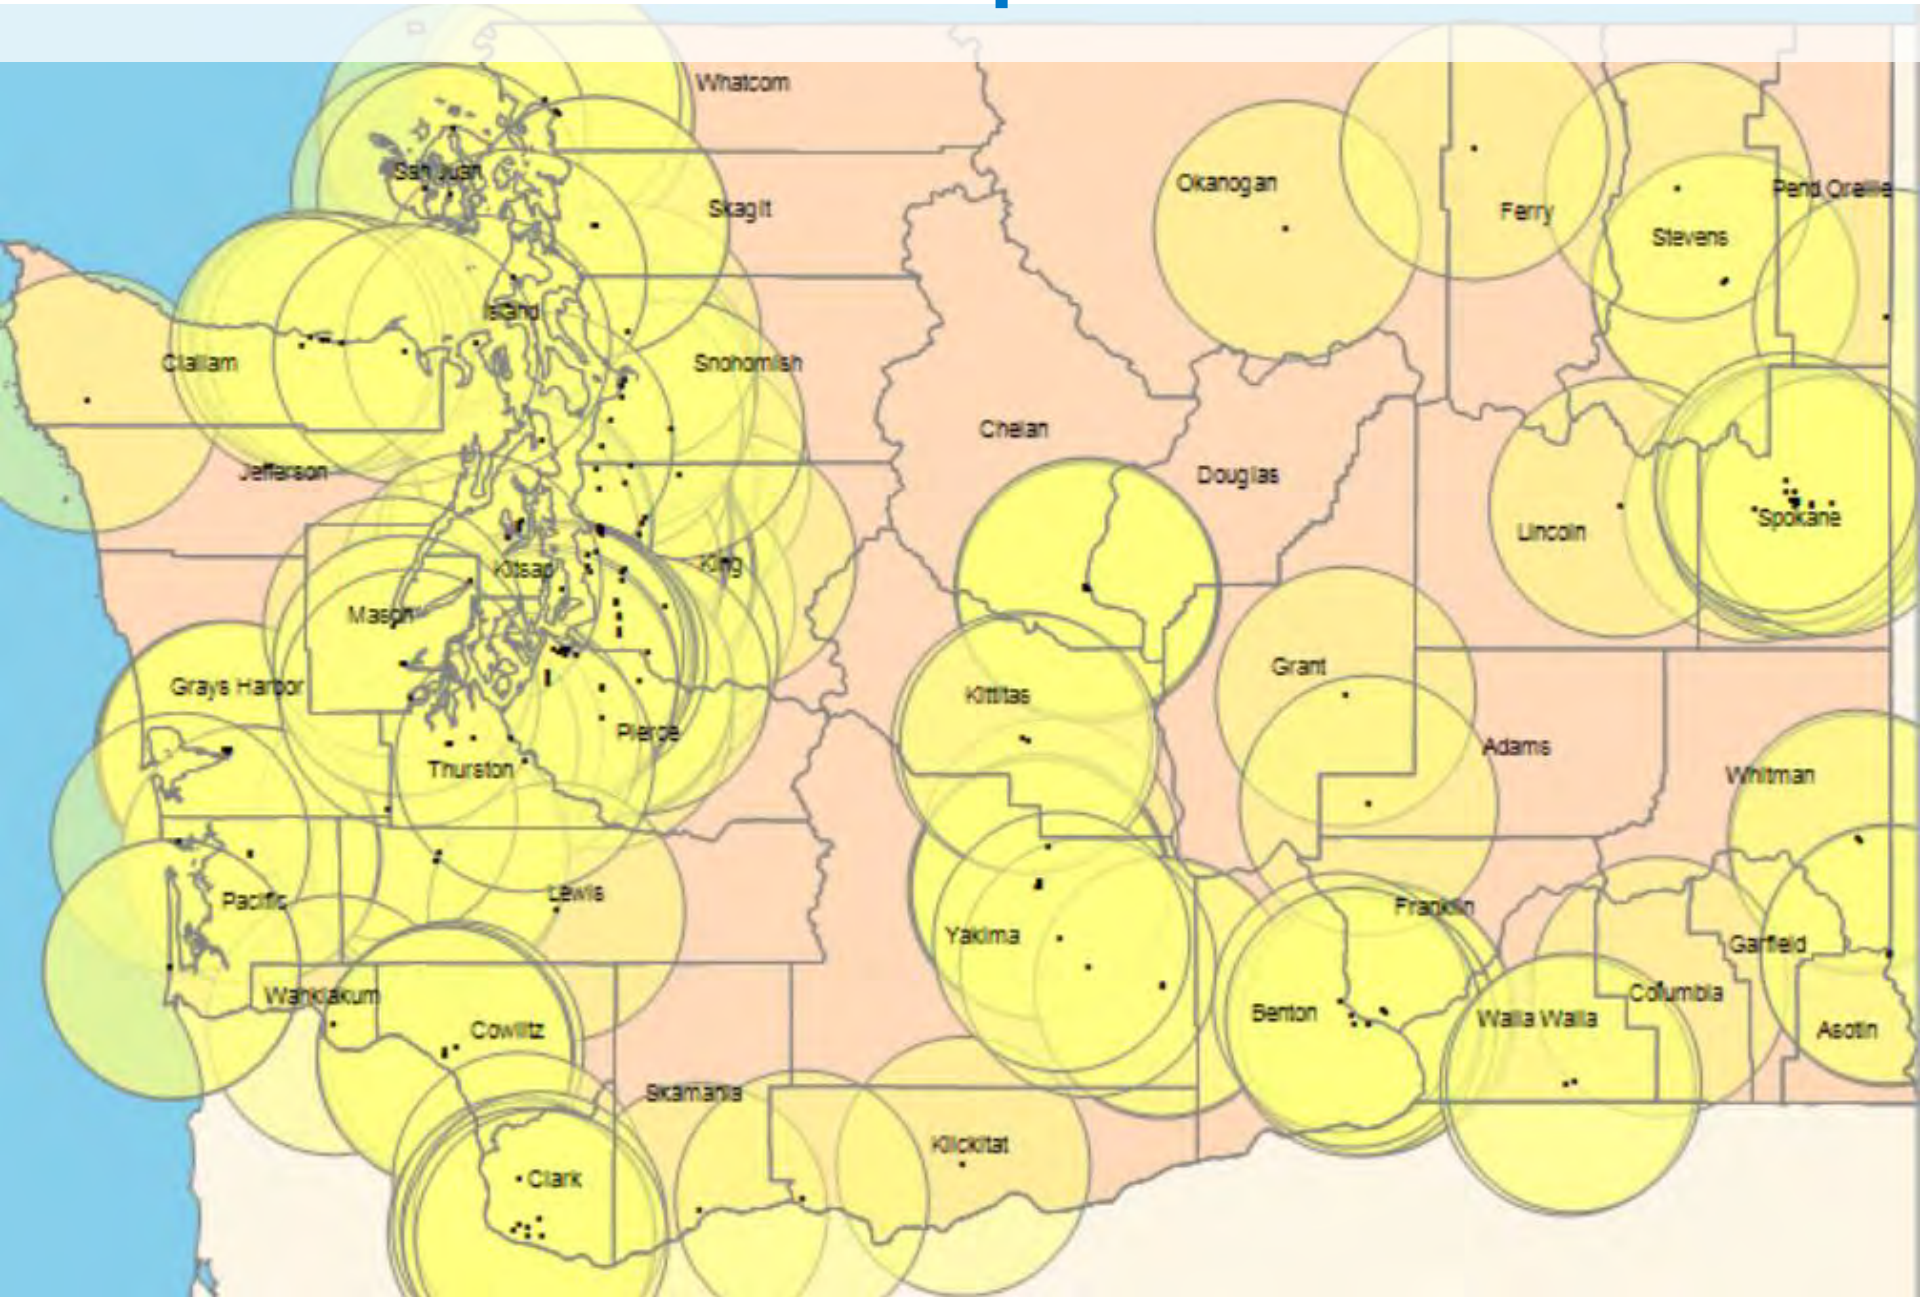 Whatcom
San Juan
Skagit
Okanogan
Ferry
Pend Oreille
Stevens
Island
Clallam
Snohomish
Chelan
Douglas
Jefferson
Lincoln
Spokane
King
Kitsap
Mason
Grays Harbor
Kittitas
Grant
Pierce
Adams
Thurston
Whitman
Lewis
Pacific
Yakima
Franklin
Garfield
Wahkiakum
Columbia
Cowlitz
Benton
Walla Walla
Asotin
Skamania
Klickitat
Clark